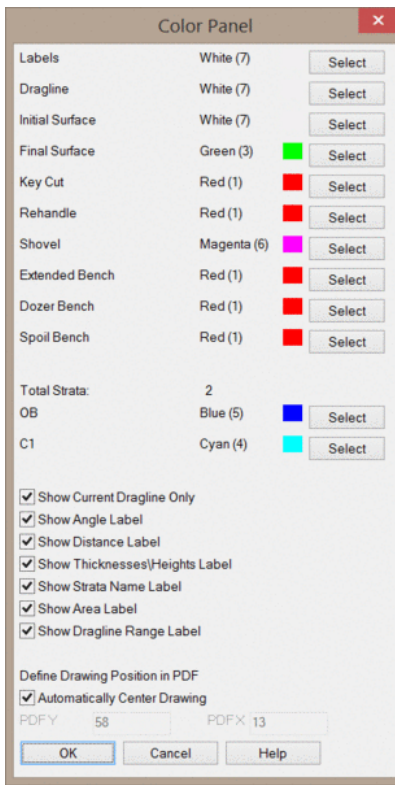 Color Panel
Labels White (7) Select
Dragline White (7) Select
Initial Surface White (7) Select
Final Surface Green (3) Select
Key Cut Red (1) Select
Rehandle Red (1) Select
Shovel Magenta (6) Select
Extended Bench Red (1) Select
Dozer Bench Red (1) Select
Spoil Bench Red (1) Select
Total Strata: 2
OB Blue (5) Select
C1 Cyan (4) Select
Show Current Dragline Only
Show Angle Label
Show Distance Label
Show Thicknesses\Heights Label
Show Strata Name Label
Show Area Label
Show Dragline Range Label
Define Drawing Position in PDF
Automatically Center Drawing
PDF Y 58 PDF X 13
OK Cancel Help